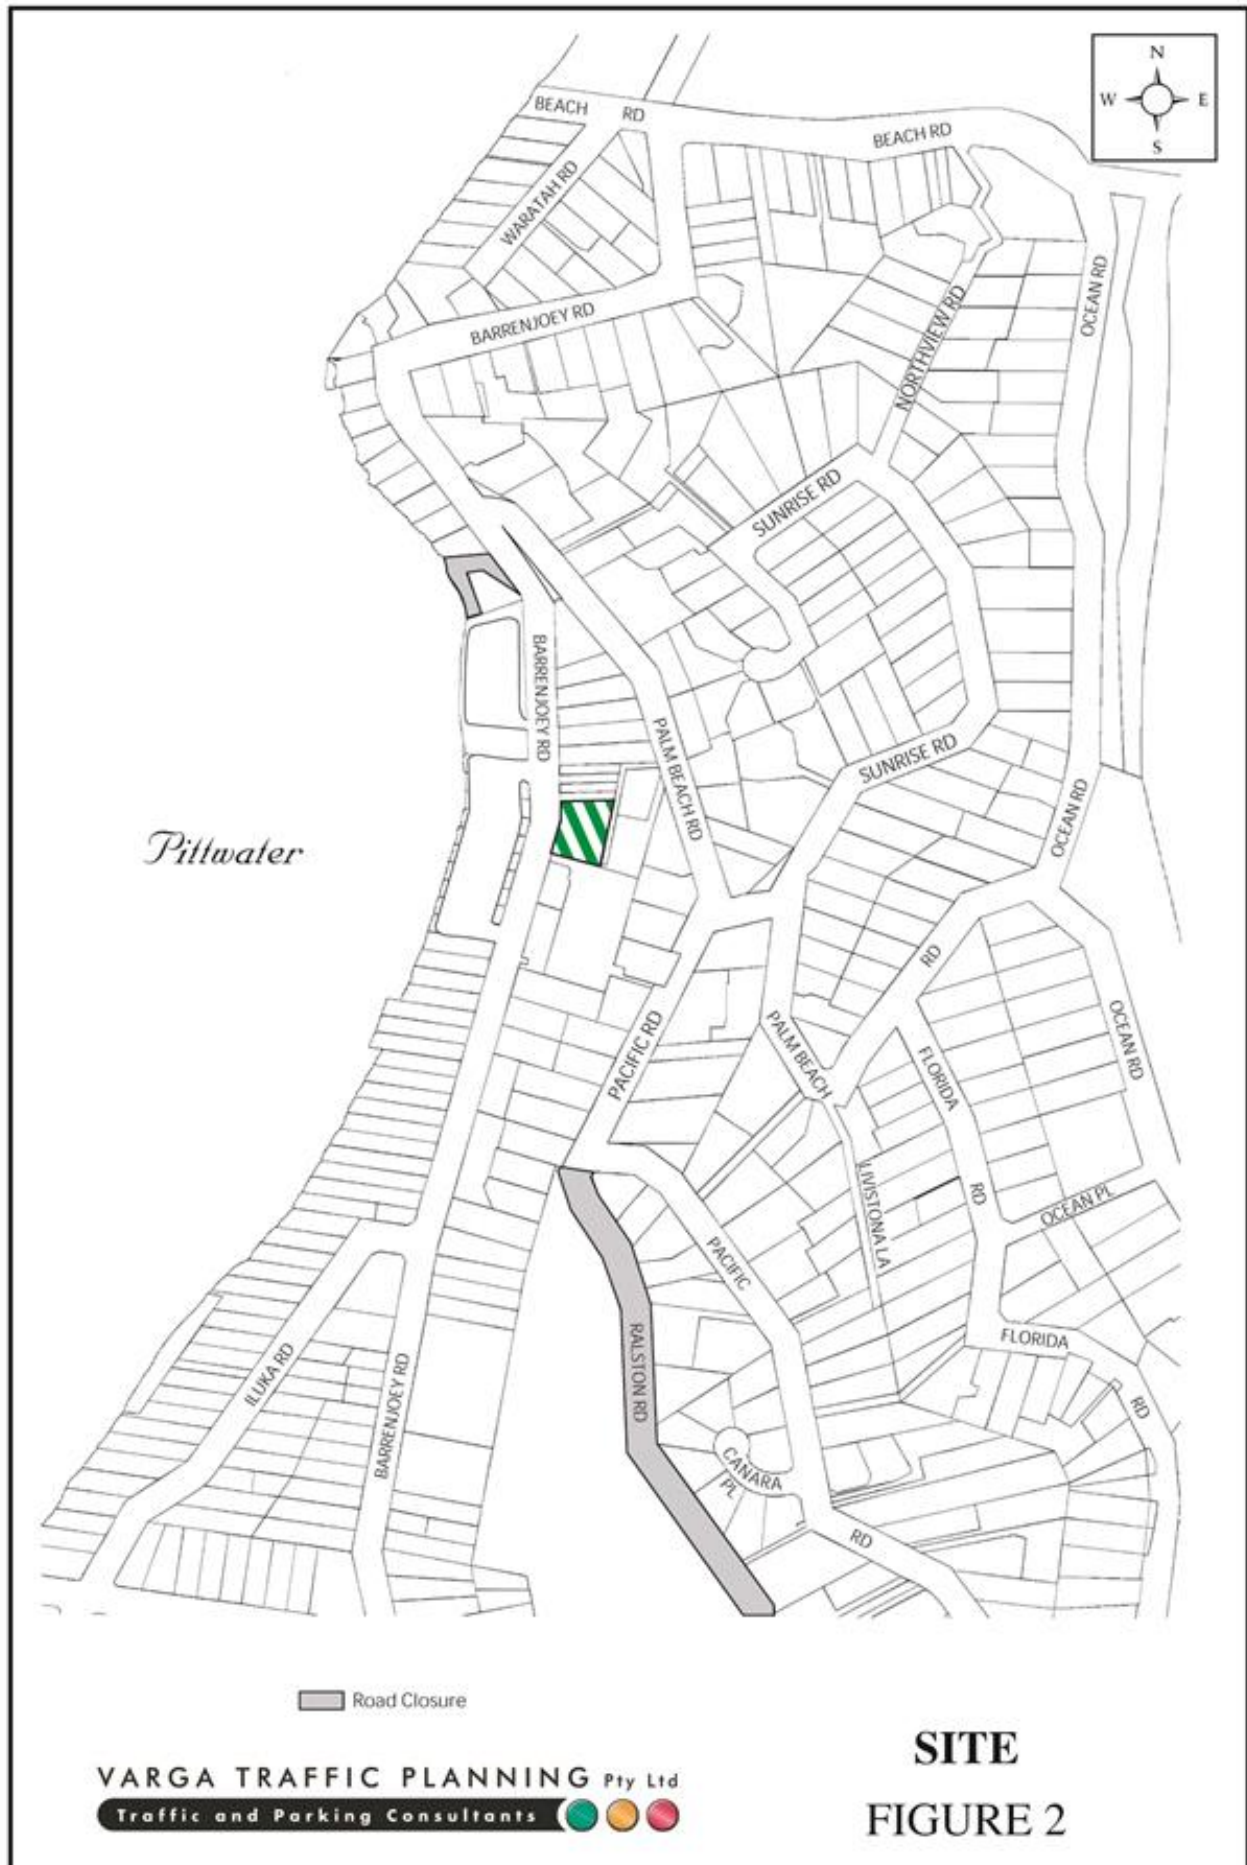 N
W E
S
BEACH RD
BEACH RD
WARATAH RD
OCEAN RD
BARRENJOEY RD
NORTHVIEW RD
SUNRISE RD
BARRENJOEY RD
PALM BEACH RD
SUNRISE RD
OCEAN RD
Pittwater
RD
PACIFIC RD
PALM BEACH
FLORIDA
OCEAN RD
LIVISTONA LA
RD
OCEAN PL
PACIFIC
RALSTON RD
FLORIDA
ILUKA RD
BARRENJOEY RD
RD
CANARA
PL
RD
Road Closure
SITE
VARGA TRAFFIC PLANNING Pty Ltd
Traffic and Parking Consultants
FIGURE 2